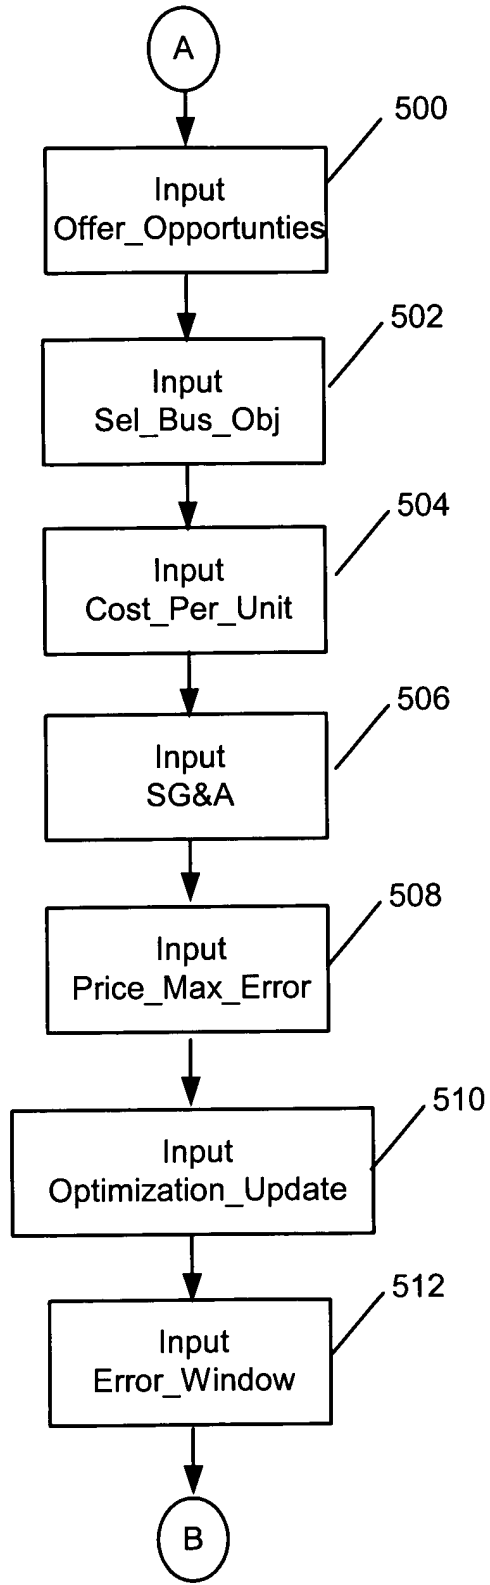 A
500
Input
Offer_Opportunties
502
Input
Sel_Bus_Obj
504
Input
Cost_Per_Unit
506
Input
SG&A
508
Input
Price_Max_Error
510
Input
Optimization_Update
512
Input
Error_Window
B